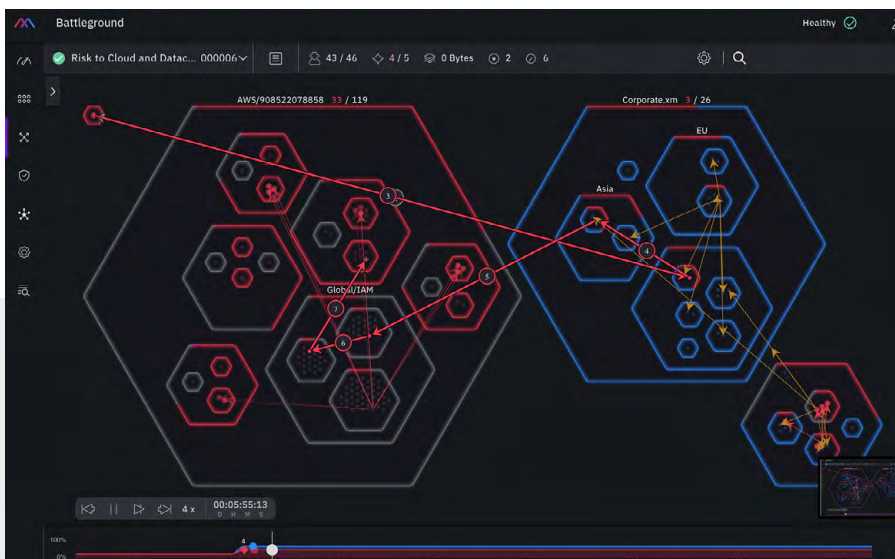 Battleground
Healthy
Risk to Cloud and Datac... 000006
43 / 46
4 / 5
0 Bytes
2
6
AWS/908522078858 33 / 119
Corporate.xm 3 / 26
EU
Asia
3
4
5
Global/IAM
7
6
4 x
00:05:55:13
D H M S
4
100%
0%